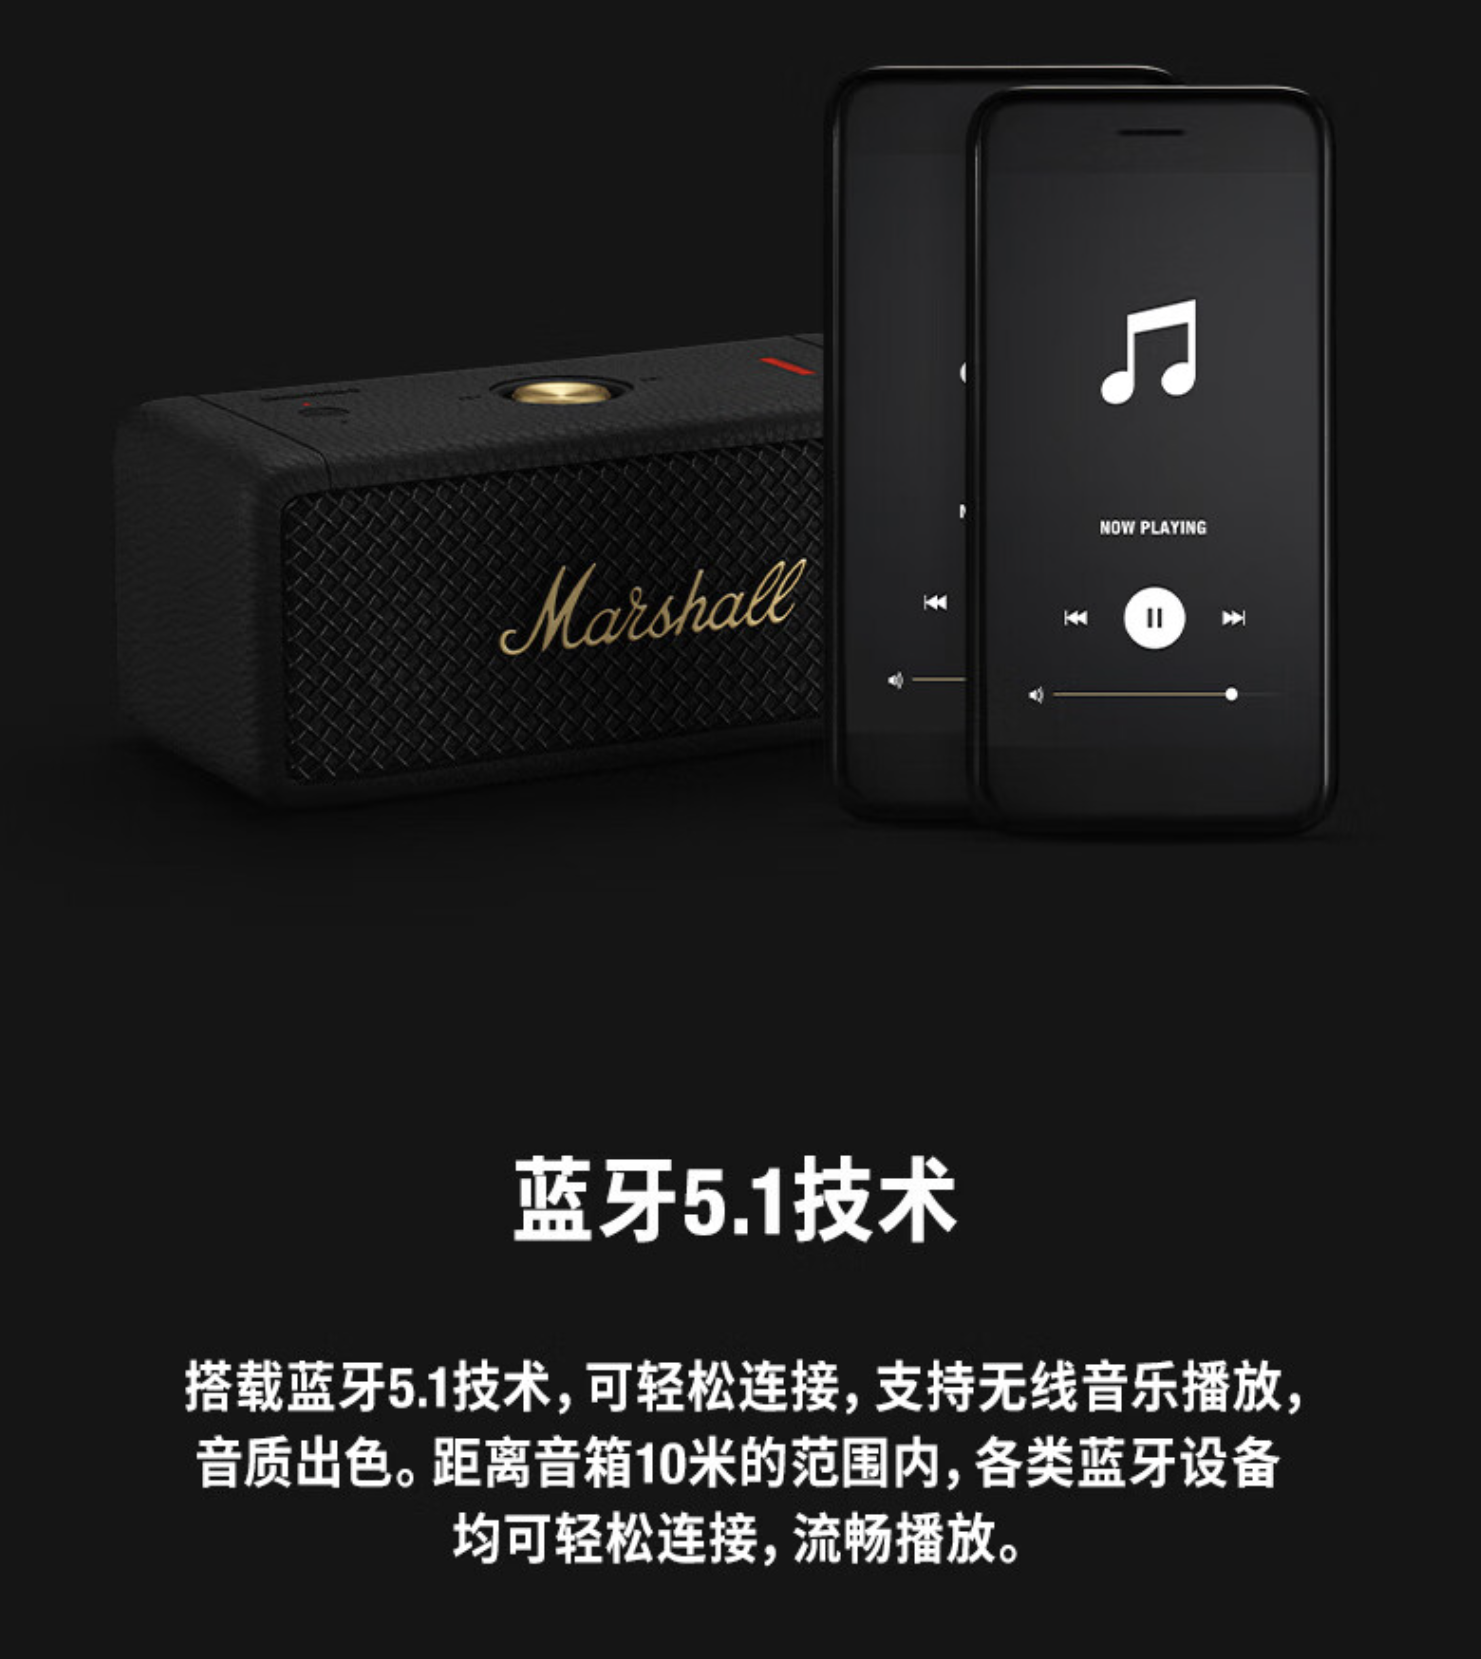 Marshall
NOW PLAYING
蓝牙5.1技术
搭载蓝牙5.1技术，可轻松连接，支持无线音乐播放，
音质出色。距离音箱10米的范围内，各类蓝牙设备
均可轻松连接，流畅播放。